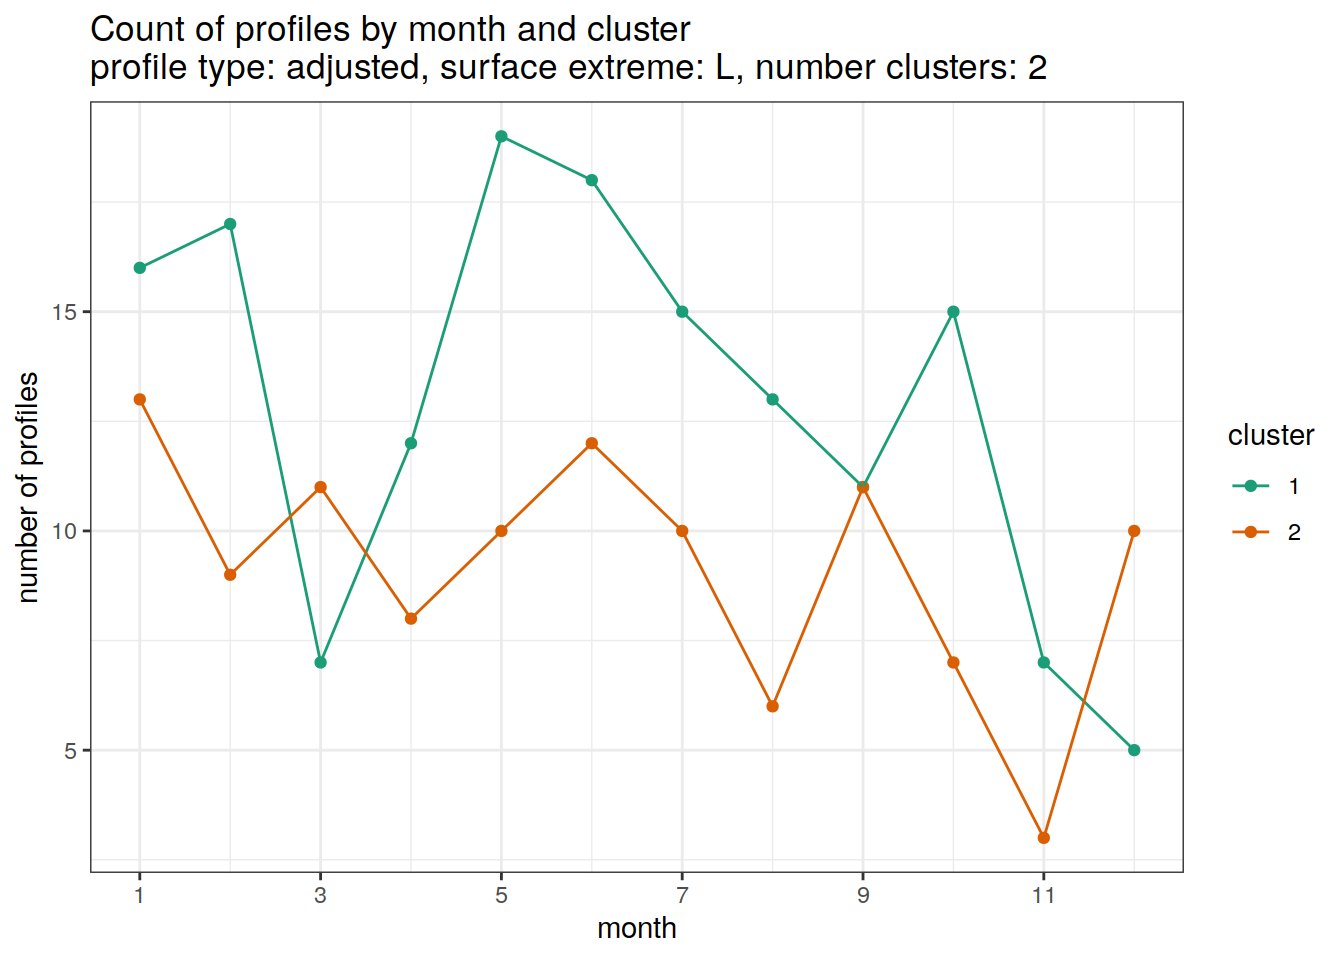 Count of profiles by month and cluster
profile type: adjusted, surface extreme: L, number clusters: 2
number of profiles
15
10
5
1
3
5
7
9
11
month
cluster
1
2